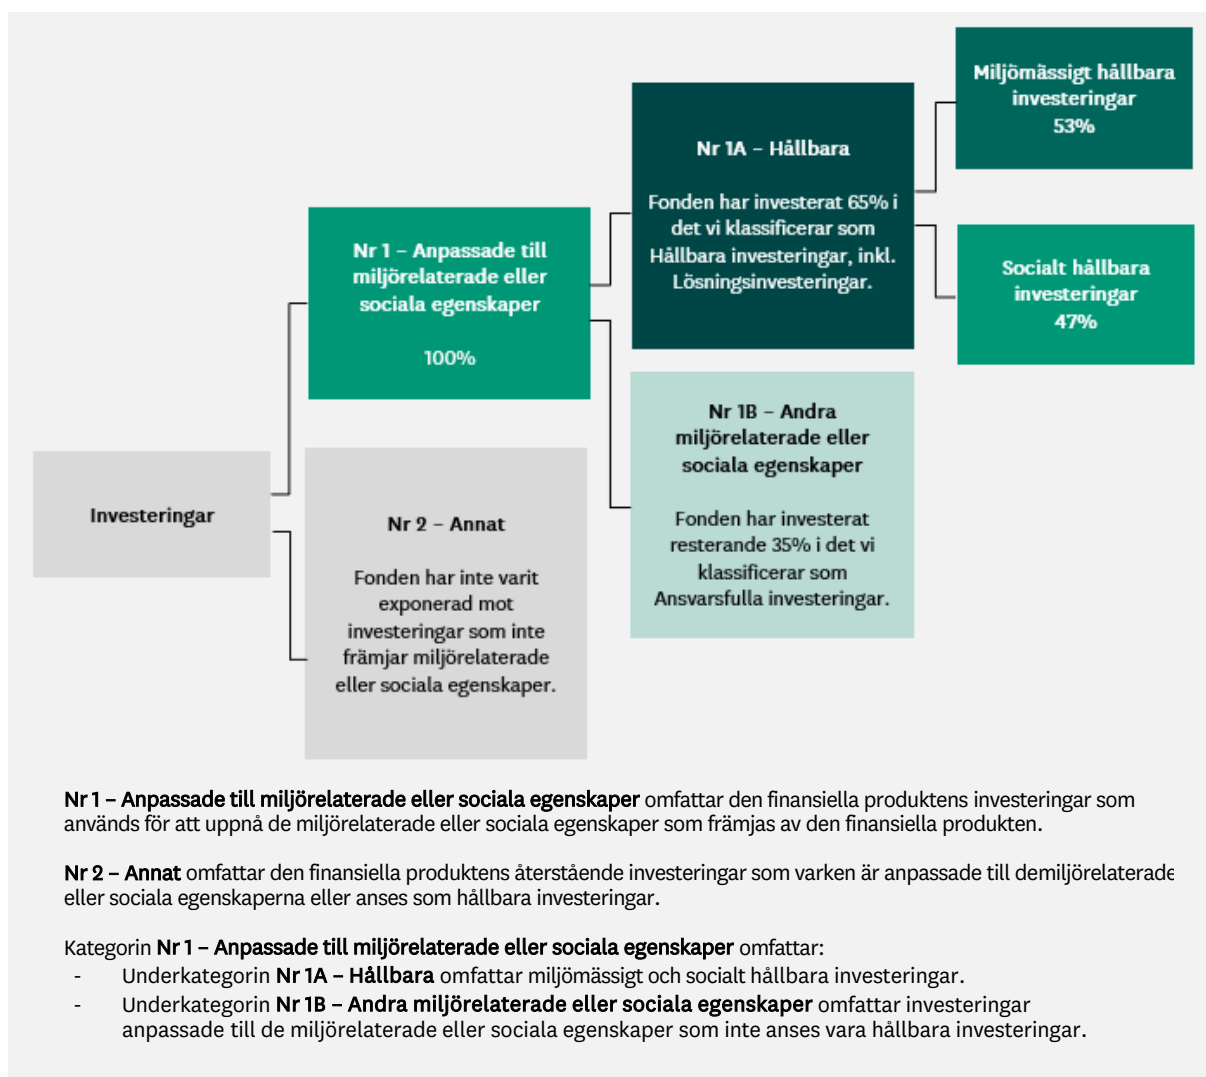 Investeringar
Nr 1 – Anpassade till
miljörelaterade eller
sociala egenskaper
100%
Nr 2 – Annat
Fonden har inte varit
exponerad mot
investeringar som inte
främjar miljörelaterade
eller sociala egenskaper.
Nr 1A – Hållbara
Fonden har investerat 65% i
det vi klassificerar som
Hållbara investeringar, inkl.
Lösningsinvesteringar.
Nr 1B – Andra
miljörelaterade eller
sociala egenskaper
Fonden har investerat
resterande 35% i det vi
klassificerar som
Ansvarsfulla investeringar.
Miljömässigt hållbara
investeringar
53%
Socialt hållbara
investeringar
47%
Nr 1 – Anpassade till miljörelaterade eller sociala egenskaper omfattar den finansiella produktens investeringar som
används för att uppnå de miljörelaterade eller sociala egenskaper som främjas av den finansiella produkten.
Nr 2 – Annat omfattar den finansiella produktens återstående investeringar som varken är anpassade till demiljörelaterade
eller sociala egenskaperna eller anses som hållbara investeringar.
Kategorin Nr 1 – Anpassade till miljörelaterade eller sociala egenskaper omfattar:
- Underkategorin Nr 1A – Hållbara omfattar miljömässigt och socialt hållbara investeringar.
- Underkategorin Nr 1B – Andra miljörelaterade eller sociala egenskaper omfattar investeringar
anpassade till de miljörelaterade eller sociala egenskaper som inte anses vara hållbara investeringar.